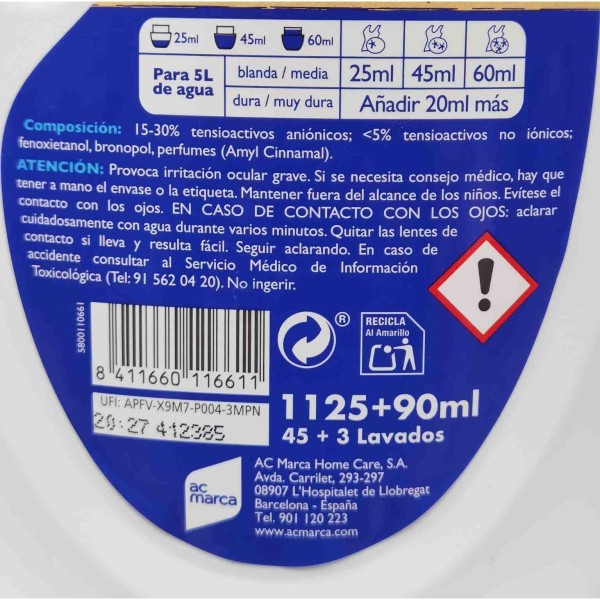 25ml 45ml 60ml
Para 5L de agua
blanda / media 25ml 45ml 60ml
dura / muy dura Añadir 20ml más
Composición: 15-30% tensioactivos aniónicos; <5% tensioactivos no iónicos;
fenoxietanol, bronopol, perfumes (Amyl Cinnamal).
ATENCIÓN: Provoca irritación ocular grave. Si se necesita consejo médico, hay que
tener a mano el envase o la etiqueta. Mantener fuera del alcance de los niños. Evítese el
contacto con los ojos. EN CASO DE CONTACTO CON LOS OJOS: aclarar
cuidadosamente con agua durante varios minutos. Quitar las lentes de
contacto si lleva y resulta fácil. Seguir aclarando. En caso de
accidente consultar al Servicio Médico de Información
Toxicológica (Tel: 91 562 04 20). No ingerir.
5800110661
8 411660 116611
UFI: APFV-X9M7-P004-3MPN
20:27 412385
®
RECICLA
Al Amarillo
1125+90ml
45 + 3 Lavados
ac
marca
AC Marca Home Care, S.A.
Avda. Carrilet, 293-297
08907 L'Hospitalet de Llobregat
Barcelona - España
Tel. 901 120 223
www.acmarca.com